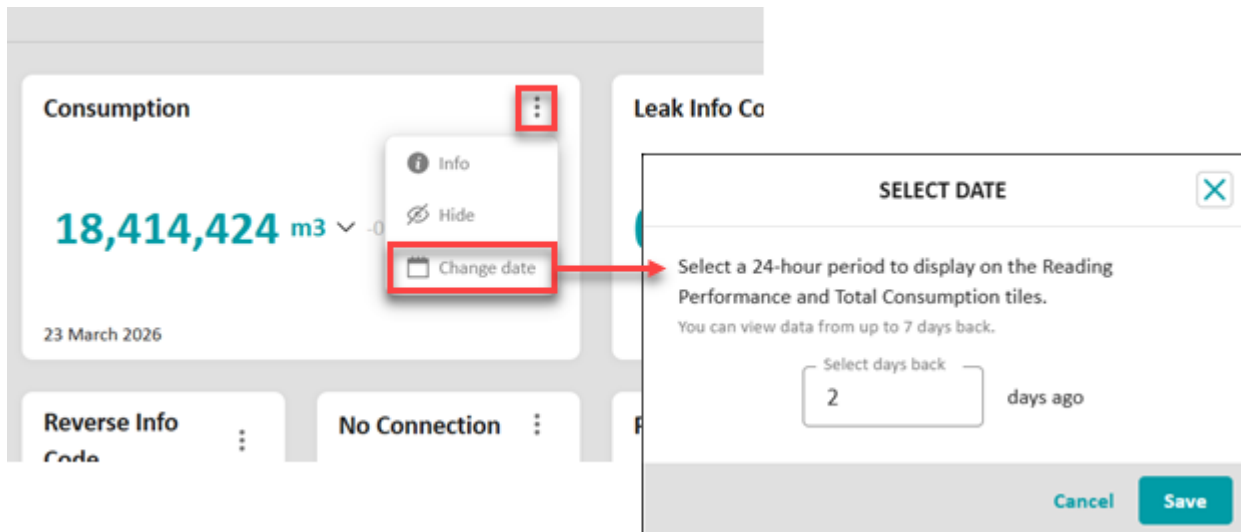 Consumption
Info
Hide
Change date
18,414,424 m3 -0
23 March 2026
Leak Info Co
Reverse Info
Code
No Connection
SELECT DATE
Select a 24-hour period to display on the Reading
Performance and Total Consumption tiles.
You can view data from up to 7 days back.
Select days back
2
days ago
Cancel
Save